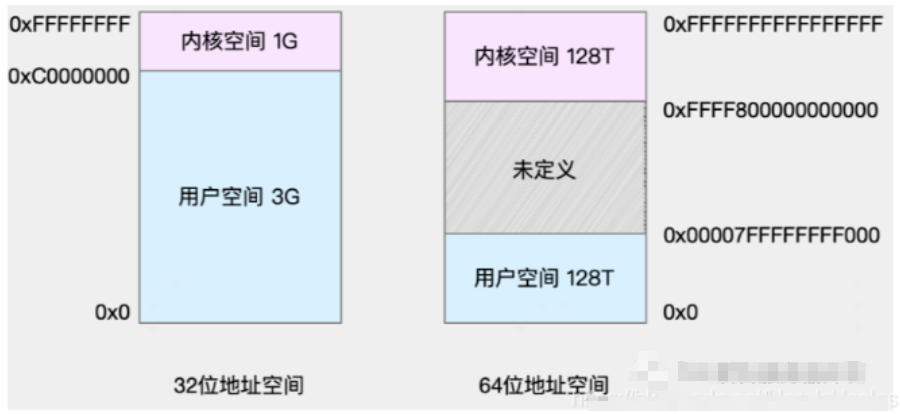 0xFFFFFFFF
内核空间 1G
0xC0000000
用户空间 3G
0x0
32位地址空间
0xFFFFFFFFFFFFFFFF
内核空间 128T
0xFFFF800000000000
未定义
0x00007FFFFFFFF000
用户空间 128T
0x0
64位地址空间